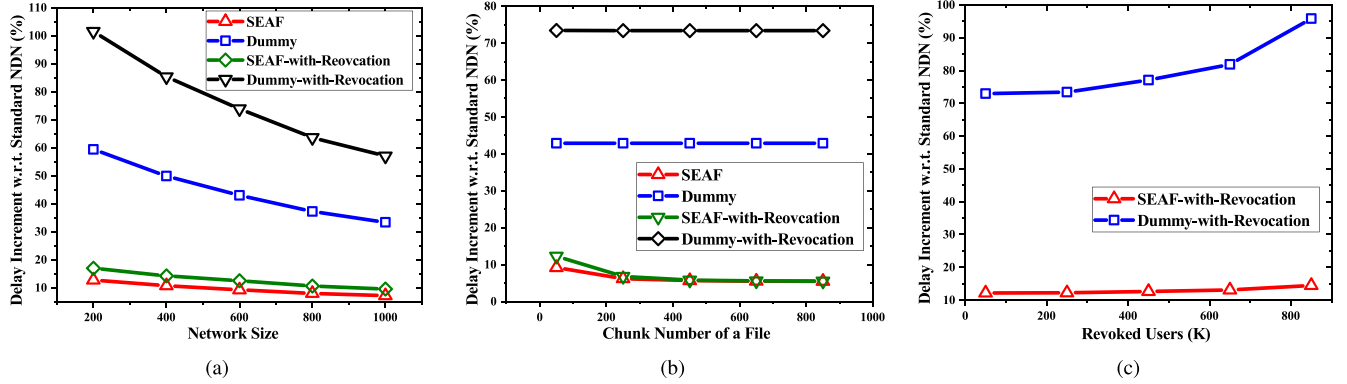 Delay Increment w.r.t. Standard NDN (%)
110
100
90
80
70
60
50
40
30
20
10
SEAF
Dummy
SEAF-with-Reovcation
Dummy-with-Revocation
200
400
600
800
1000
Network Size
(a)
Delay Increment w.r.t. Standard NDN (%)
80
70
60
50
40
30
20
10
0
SEAF
Dummy
SEAF-with-Reovcation
Dummy-with-Revocation
0
200
400
600
800
1000
Chunk Number of a File
(b)
Delay Increment w.r.t. Standard NDN (%)
100
90
80
70
60
50
40
30
20
10
SEAF-with-Revocation
Dummy-with-Revocation
0
200
400
600
800
Revoked Users (K)
(c)